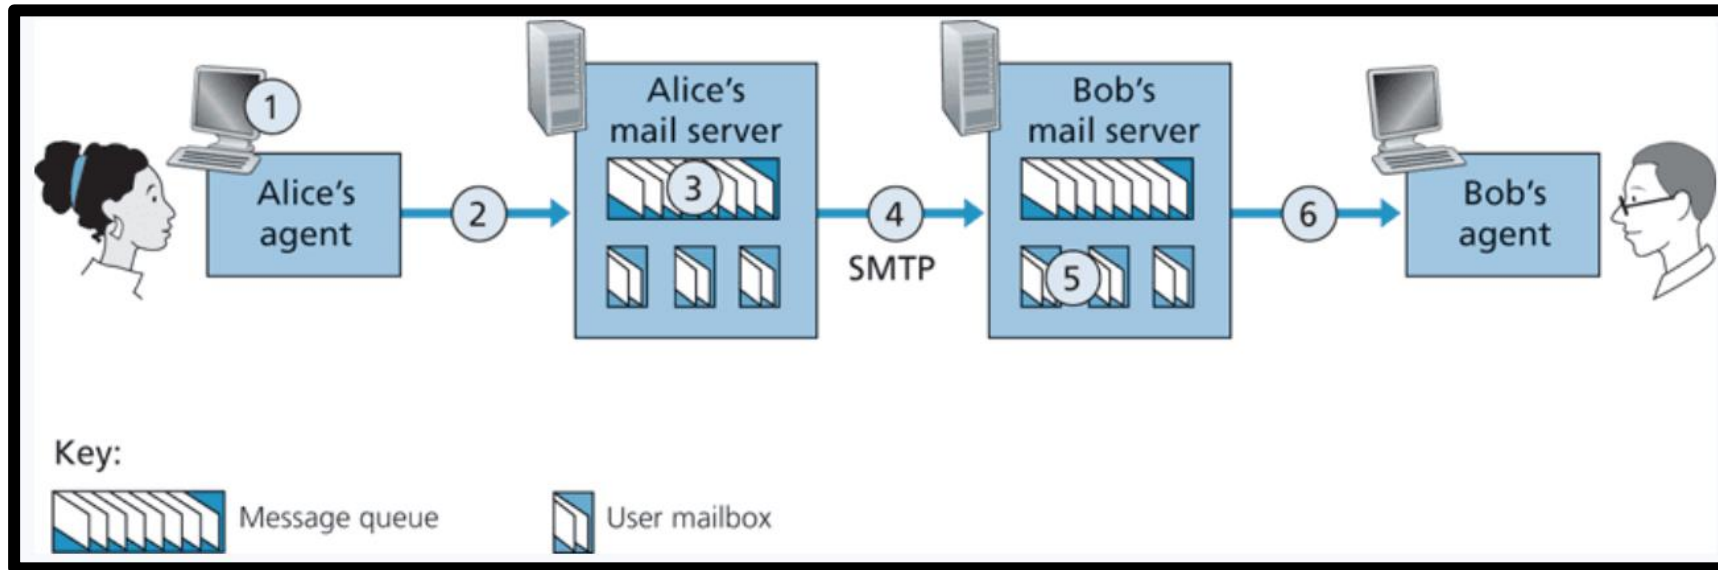 1
Alice's
agent
2
Alice's
mail server
3
4
SMTP
Bob's
mail server
5
6
Bob's
agent
Key:
Message queue
User mailbox